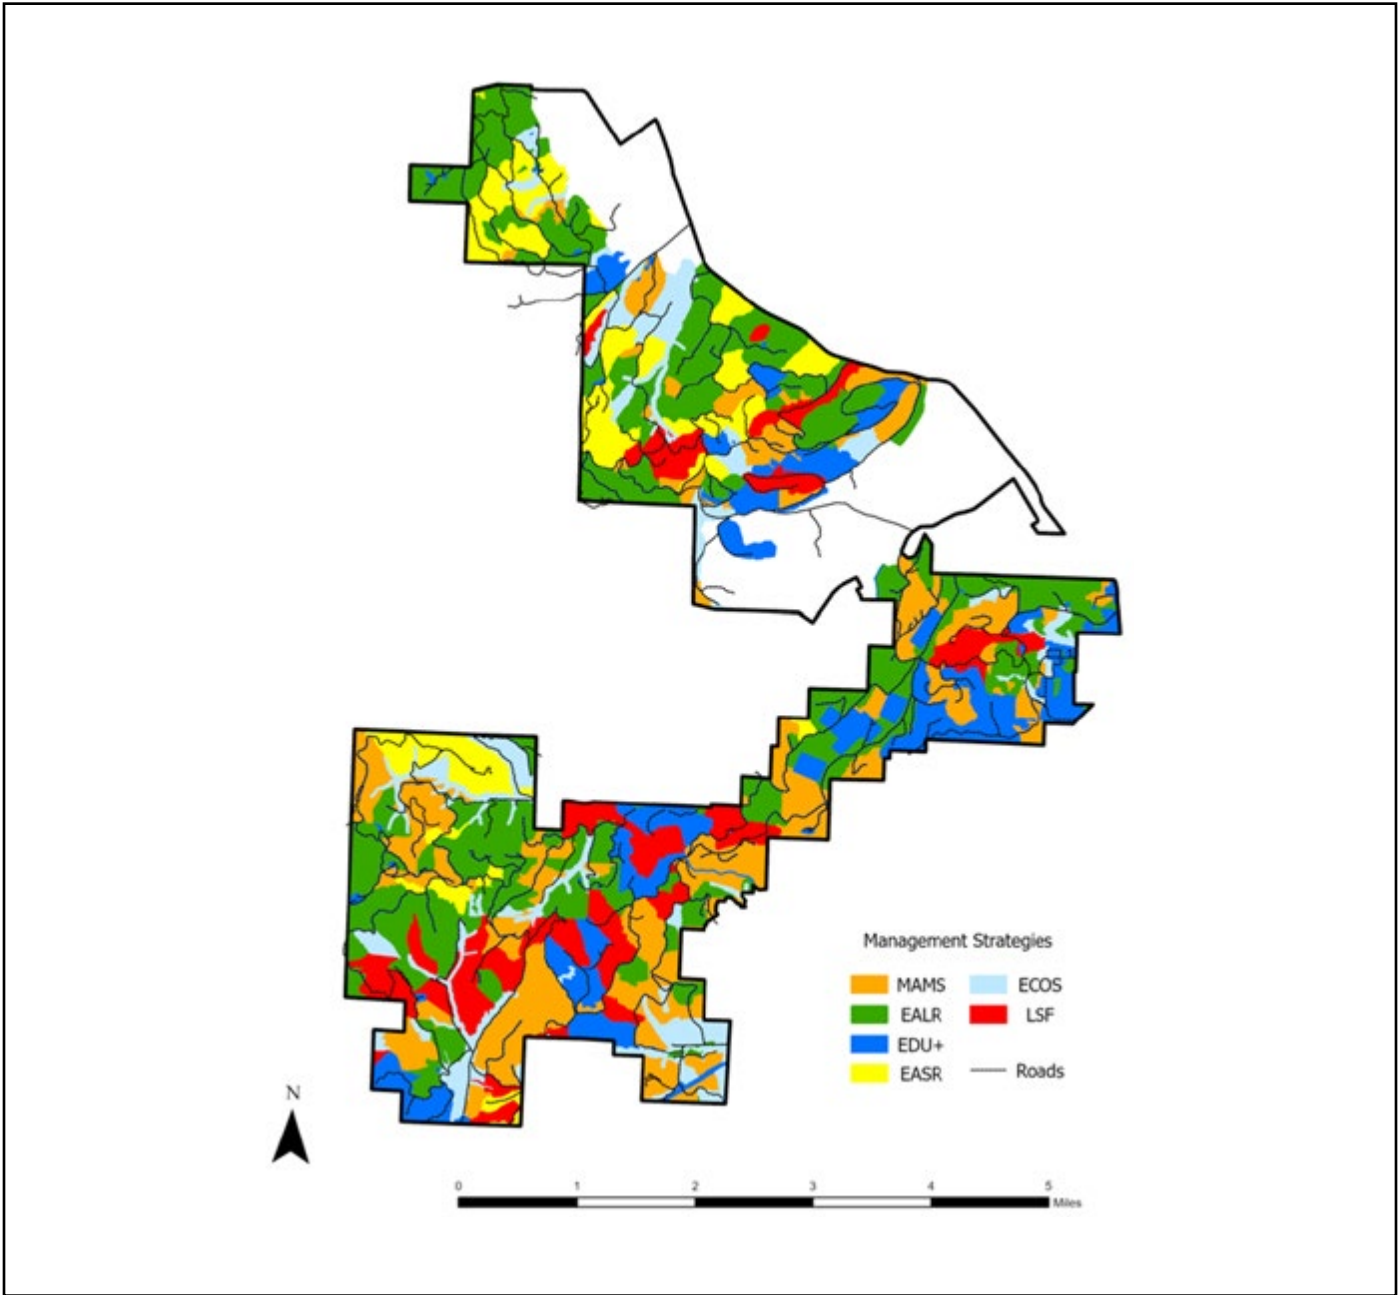 Management Strategies
MAMS ECOS
EALR LSF
EDU+
EASR Roads
N
0 1 2 3 4 5
Miles